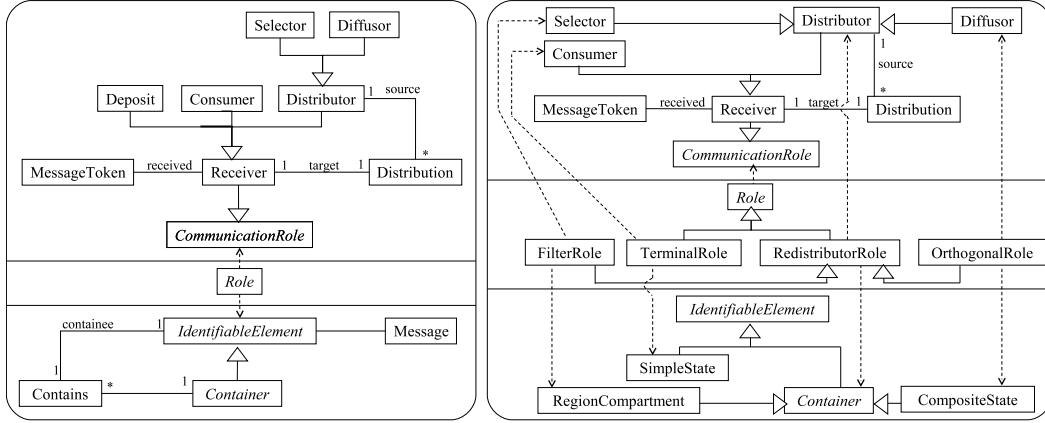 Selector
Diffusor
Deposit
Consumer
Distributor
1
source
*
MessageToken
received
Receiver
1
target
1
Distribution
CommunicationRole
Role
containee
1
IdentifiableElement
Message
1
Contains
*
1
Container
Selector
Distributor
Diffusor
Consumer
1
source
*
MessageToken
received
Receiver
1
target
1
Distribution
CommunicationRole
Role
FilterRole
TerminalRole
RedistributorRole
OrthogonalRole
IdentifiableElement
SimpleState
RegionCompartment
Container
CompositeState